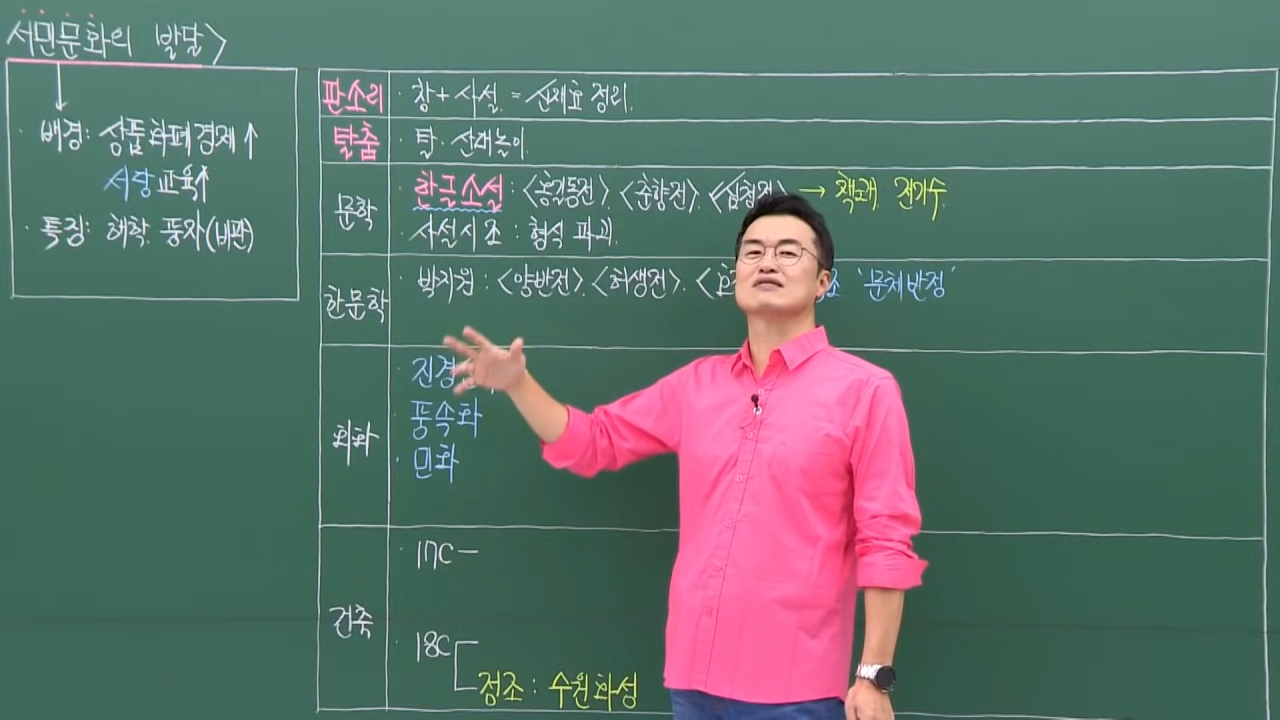 서민문화의 발달>
· 배경: 상품화폐경제↑
서당교육↑
· 특징: 해학. 풍자(비판)
판소리 · 창+사설. = 신재효 정리.
탈춤 · 탈·산대놀이.
문학 · 한글소설: <홍길동전>. <춘향전>. <심청전> → 책쾌. 전기수.
· 사설시조 : 형식 파괴.
한문학 · 박지원: <양반전>. <허생전>. < '문체반정'
회화 · 진경
· 풍속화
· 민화
건축 · 17C-
· 18C
정조 : 수원화성